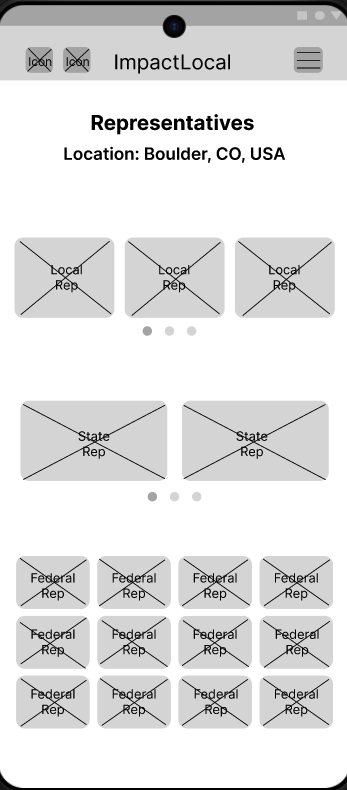 Icon Icon ImpactLocal
Representatives
Location: Boulder, CO, USA
Local Local Local
Rep Rep Rep
State State
Rep Rep
Federal Federal Federal Federal
Rep Rep Rep Rep
Federal Federal Federal Federal
Rep Rep Rep Rep
Federal Federal Federal Federal
Rep Rep Rep Rep